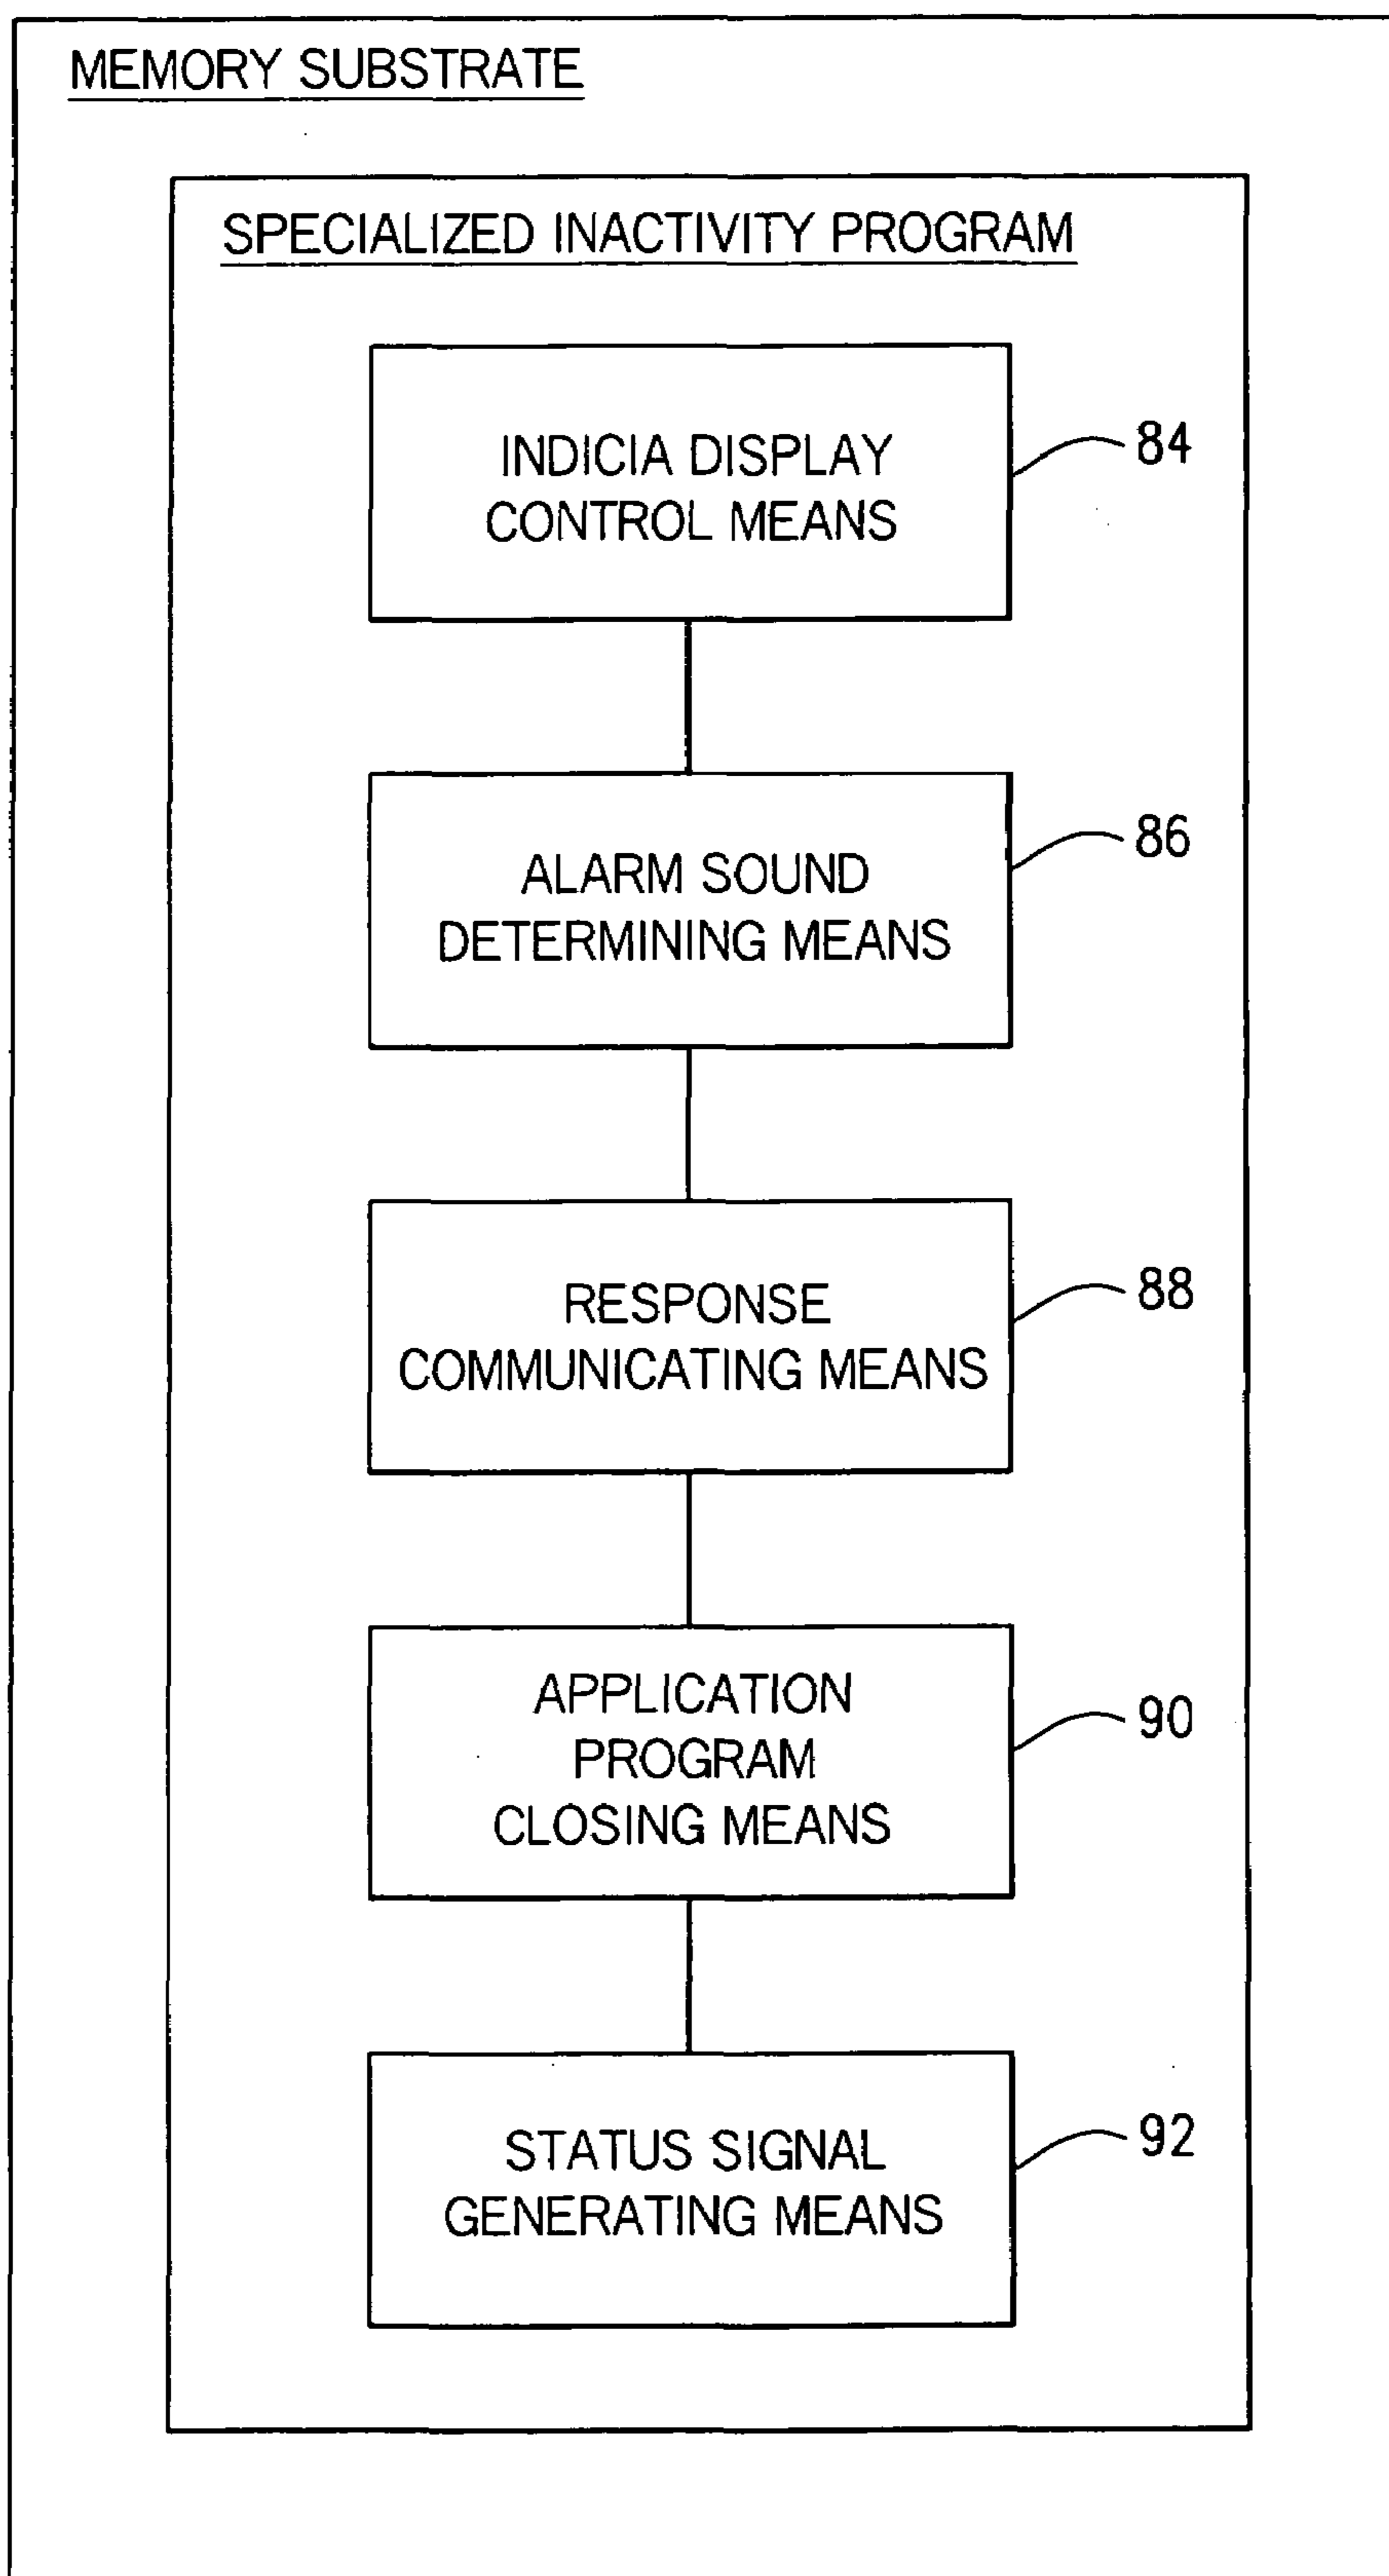 MEMORY SUBSTRATE
SPECIALIZED INACTIVITY PROGRAM
INDICIA DISPLAY
CONTROL MEANS
84
ALARM SOUND
DETERMINING MEANS
86
RESPONSE
COMMUNICATING MEANS
88
APPLICATION
PROGRAM
CLOSING MEANS
90
STATUS SIGNAL
GENERATING MEANS
92